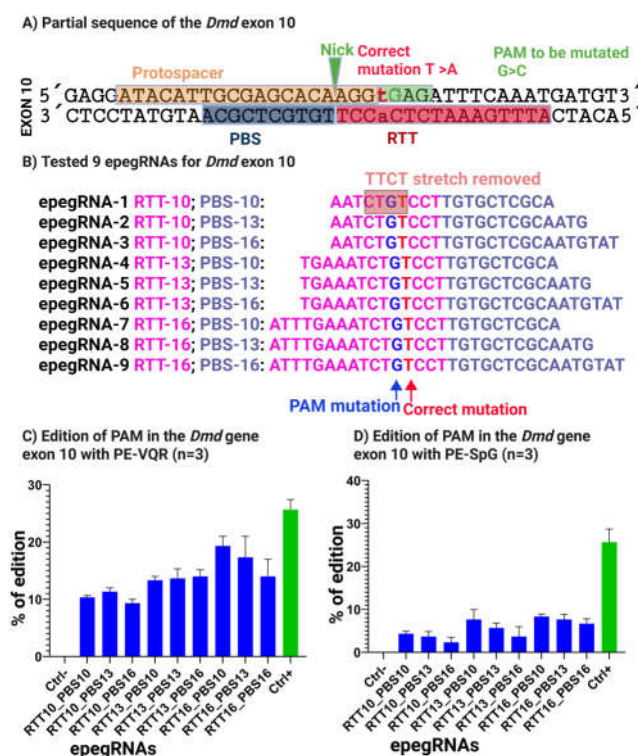 A) Partial sequence of the Dmd exon 10
Nick
Correct mutation T >A
PAM to be mutated G>C
Protospacer
EXON 10
5´GAGCATACATTGCGAGCACAAGGtGAGATTTCAAATGATGT3´
3´CTCCTATGTAACGCTCGTGTTCCaCTCTAAAGTTTACTACA5´
PBS
RTT
B) Tested 9 epegRNAs for Dmd exon 10
TTCT stretch removed
epegRNA-1 RTT-10; PBS-10: AATCTGTCCTTGTGCTCGCA
epegRNA-2 RTT-10; PBS-13: AATCTGTCCTTGTGCTCGCAATG
epegRNA-3 RTT-10; PBS-16: AATCTGTCCTTGTGCTCGCAATGTAT
epegRNA-4 RTT-13; PBS-10: TGAAATCTGTCCTTGTGCTCGCA
epegRNA-5 RTT-13; PBS-13: TGAAATCTGTCCTTGTGCTCGCAATG
epegRNA-6 RTT-13; PBS-16: TGAAATCTGTCCTTGTGCTCGCAATGTAT
epegRNA-7 RTT-16; PBS-10: ATTTGAAATCTGTCCTTGTGCTCGCA
epegRNA-8 RTT-16; PBS-13: ATTTGAAATCTGTCCTTGTGCTCGCAATG
epegRNA-9 RTT-16; PBS-16: ATTTGAAATCTGTCCTTGTGCTCGCAATGTAT
PAM mutation
Correct mutation
C) Edition of PAM in the Dmd gene
exon 10 with PE-VQR (n=3)
% of edition
30
20
10
0
Ctrl-
RTT10_PBS10
RTT10_PBS13
RTT10_PBS16
RTT13_PBS10
RTT13_PBS13
RTT13_PBS16
RTT16_PBS10
RTT16_PBS13
RTT16_PBS16
Ctrl+
epegRNAs
D) Edition of PAM in the Dmd gene
exon 10 with PE-SpG (n=3)
% of edition
40
30
20
10
0
Ctrl-
RTT10_PBS10
RTT10_PBS13
RTT10_PBS16
RTT13_PBS10
RTT13_PBS13
RTT13_PBS16
RTT16_PBS10
RTT16_PBS13
RTT16_PBS16
Ctrl+
epegRNAs